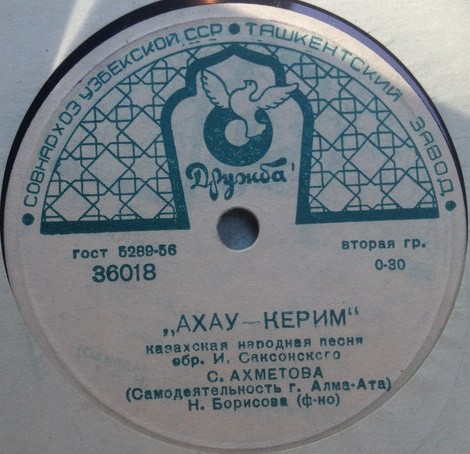 • СОВНАРХОЗ УЗБЕКСКОЙ ССР • ТАШКЕНТСКИЙ ЗАВОД •
Дружба
гост 5289-56
36018
вторая гр.
0-30
„АХАУ—КЕРИМ“
казахская народная песня
обр. И. Саксонского
С. АХМЕТОВА
(Самодеятельность г. Алма-Ата)
Н. Борисова (ф-но)